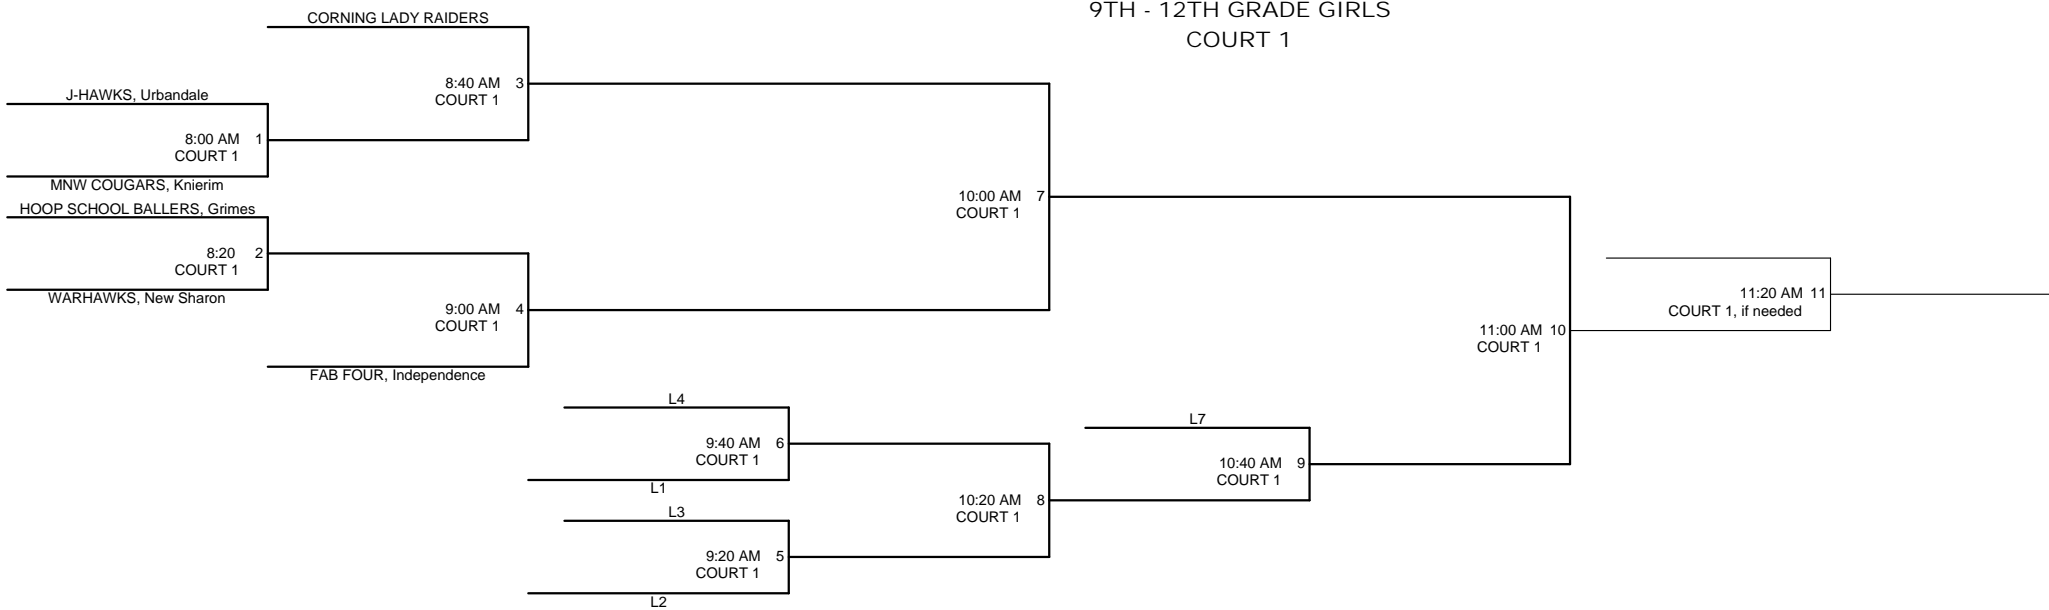 9TH - 12TH GRADE GIRLS
COURT 1
CORNING LADY RAIDERS
8:40 AM 3
COURT 1
J-HAWKS, Urbandale
8:00 AM 1
COURT 1
MNW COUGARS, Knierim
HOOP SCHOOL BALLERS, Grimes
8:20 2
COURT 1
WARHAWKS, New Sharon
9:00 AM 4
COURT 1
FAB FOUR, Independence
10:00 AM 7
COURT 1
L4
9:40 AM 6
COURT 1
L1
L3
9:20 AM 5
COURT 1
L2
10:20 AM 8
COURT 1
L7
10:40 AM 9
COURT 1
11:00 AM 10
COURT 1
11:20 AM 11
COURT 1, if needed